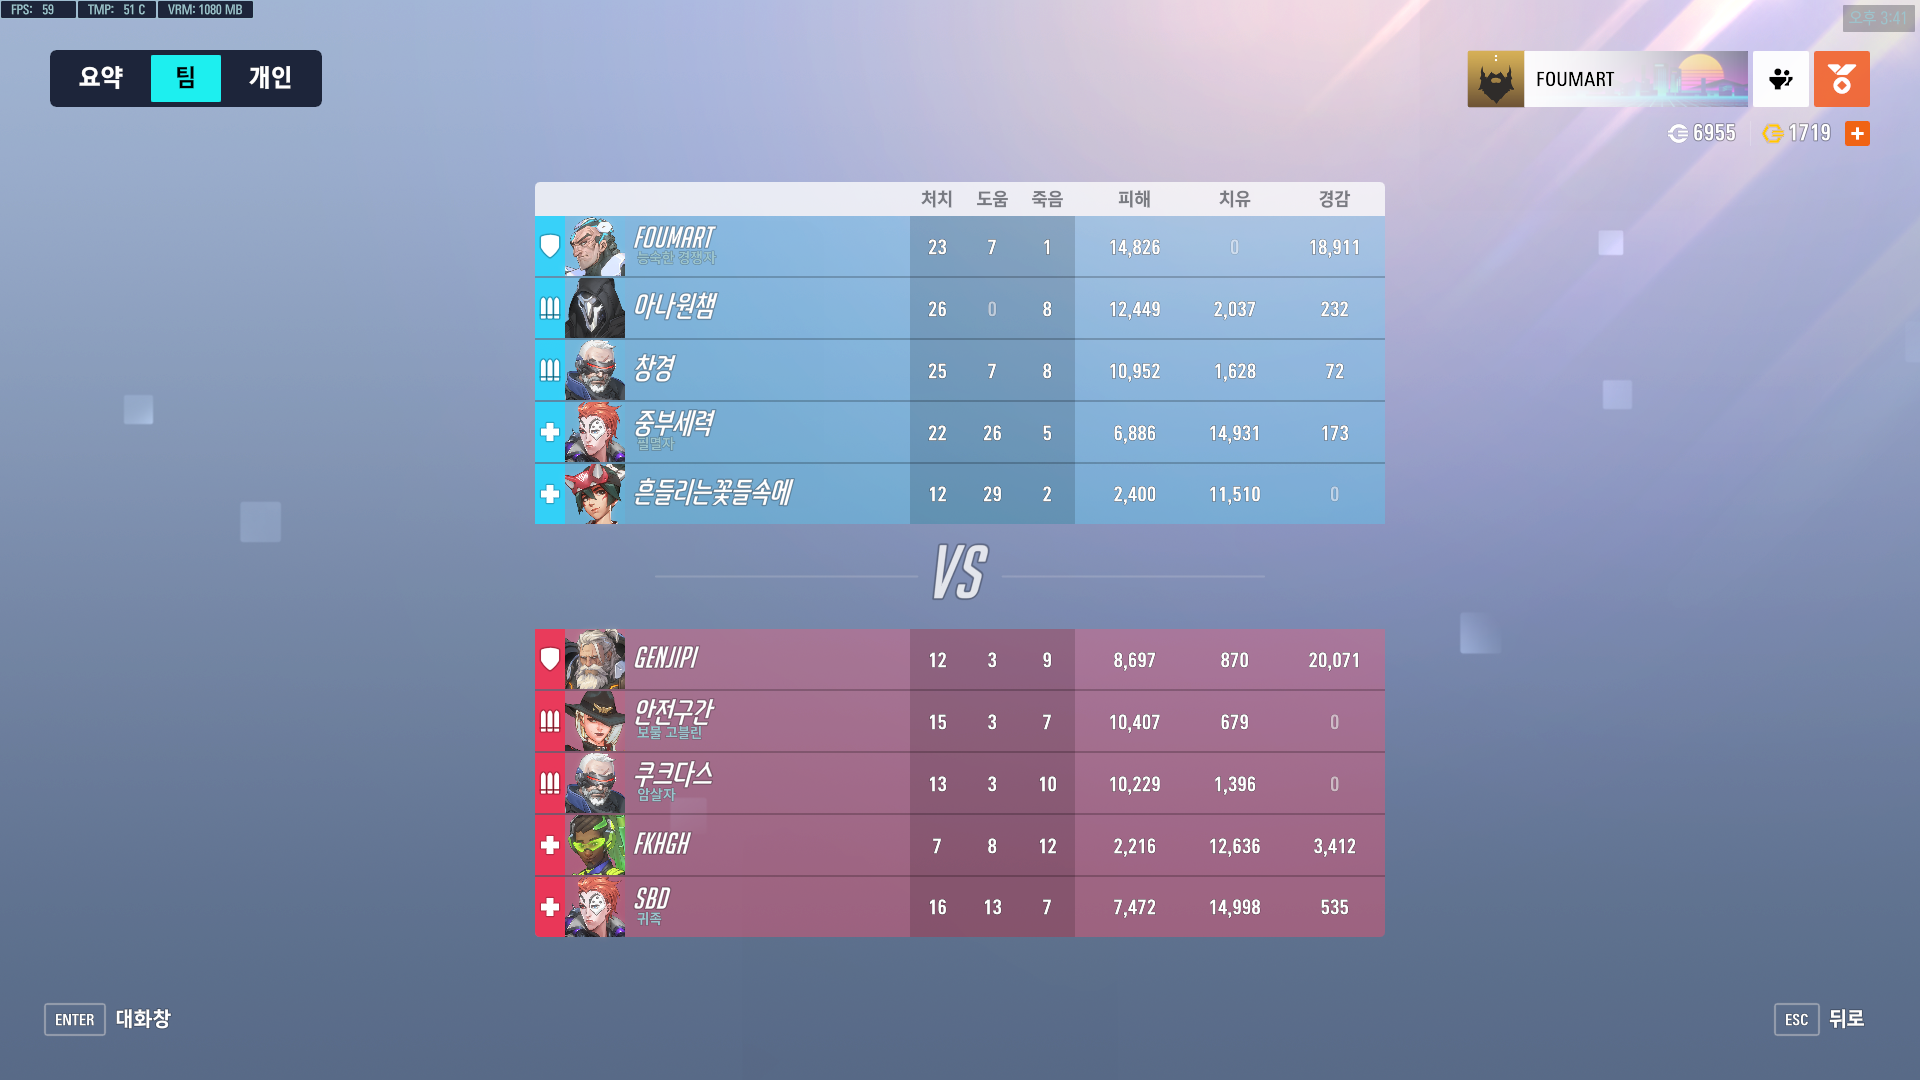 FPS: 59 TMP: 51 C VRM: 1080 MB
오후 3:41
요약 팀 개인
FOUMART
6955 1719
처치 도움 죽음 피해 치유 경감
FOUMART 23 7 1 14,826 0 18,911
능숙한 경쟁자
아나원챔 26 0 8 12,449 2,037 232
창경 25 7 8 10,952 1,628 72
중부세력 22 26 5 6,886 14,931 173
필멸자
흔들리는꽃들속에 12 29 2 2,400 11,510 0
VS
GENJIPI 12 3 9 8,697 870 20,071
안전구간 15 3 7 10,407 679 0
보물 고블린
쿠크다스 13 3 10 10,229 1,396 0
암살자
FKHGH 7 8 12 2,216 12,636 3,412
SBD 16 13 7 7,472 14,998 535
귀족
ENTER 대화창
ESC 뒤로